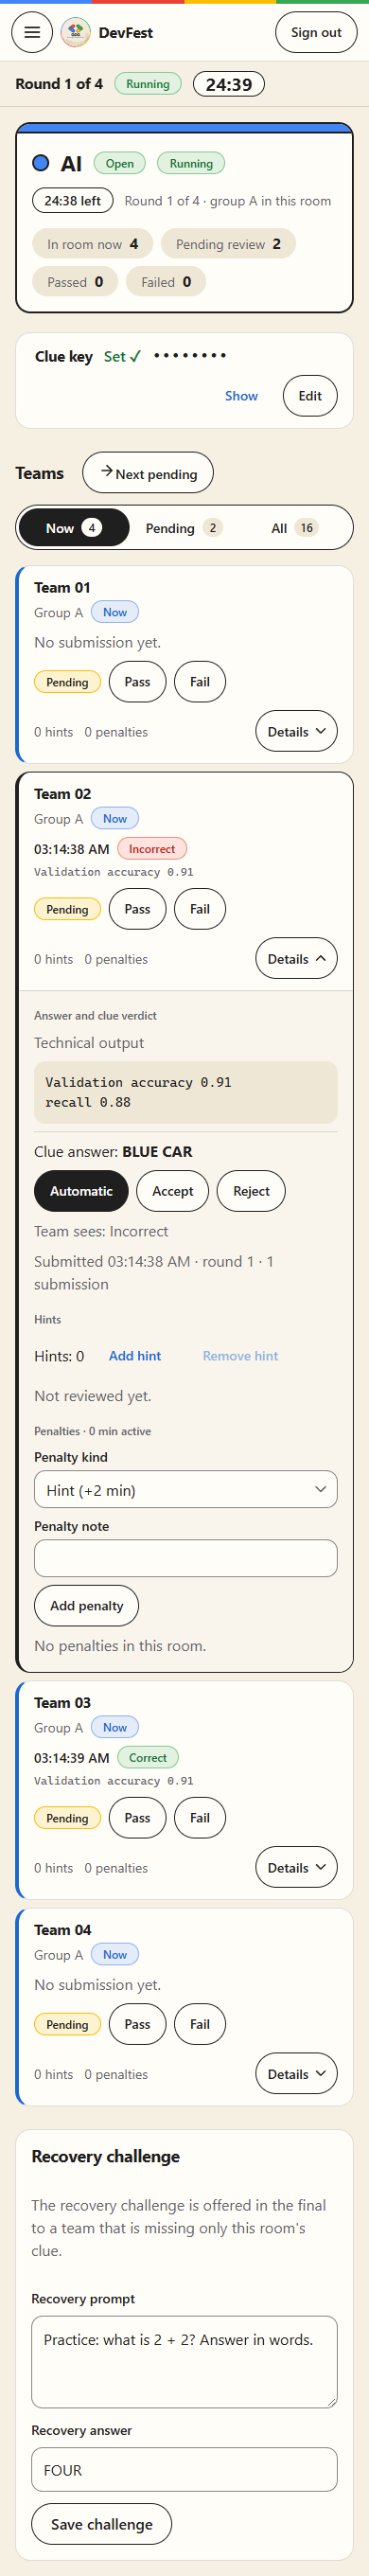 DevFest
Sign out
Round 1 of 4 Running 24:39
AI Open Running
24:38 left Round 1 of 4 · group A in this room
In room now 4 Pending review 2
Passed 0 Failed 0
Clue key Set ✓ ••••••••
Show Edit
Teams → Next pending
Now 4 Pending 2 All 16
Team 01
Group A Now
No submission yet.
Pending Pass Fail
0 hints 0 penalties Details
Team 02
Group A Now
03:14:38 AM Incorrect
Validation accuracy 0.91
Pending Pass Fail
0 hints 0 penalties Details
Answer and clue verdict
Technical output
Validation accuracy 0.91
recall 0.88
Clue answer: BLUE CAR
Automatic Accept Reject
Team sees: Incorrect
Submitted 03:14:38 AM · round 1 · 1
submission
Hints
Hints: 0 Add hint Remove hint
Not reviewed yet.
Penalties · 0 min active
Penalty kind
Hint (+2 min)
Penalty note
Add penalty
No penalties in this room.
Team 03
Group A Now
03:14:39 AM Correct
Validation accuracy 0.91
Pending Pass Fail
0 hints 0 penalties Details
Team 04
Group A Now
No submission yet.
Pending Pass Fail
0 hints 0 penalties Details
Recovery challenge
The recovery challenge is offered in the final
to a team that is missing only this room's
clue.
Recovery prompt
Practice: what is 2 + 2? Answer in words.
Recovery answer
FOUR
Save challenge